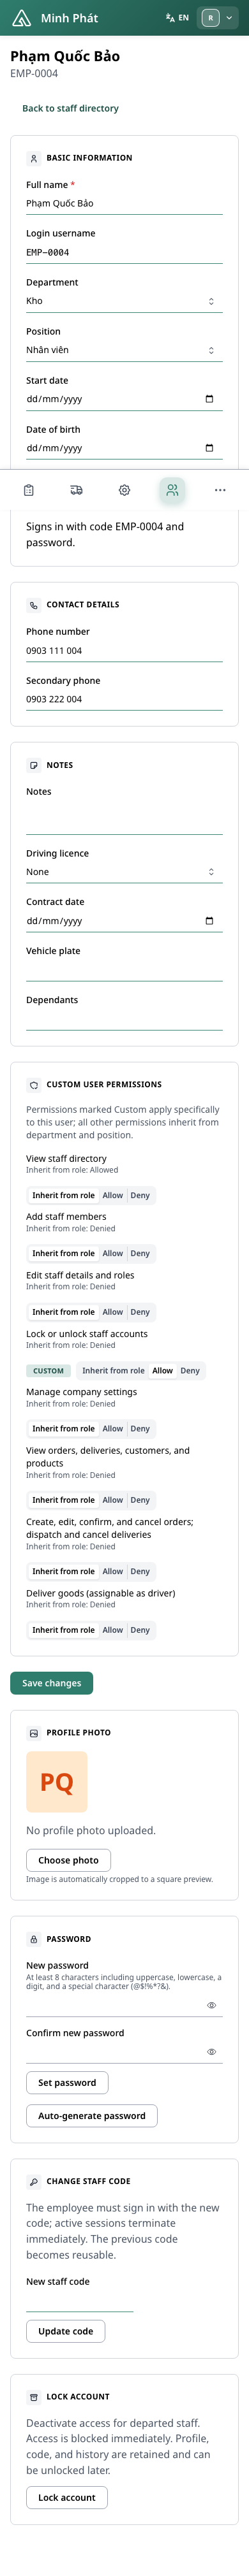 Minh Phát
EN
R
Phạm Quốc Bảo
EMP-0004
Back to staff directory
BASIC INFORMATION
Full name *
Phạm Quốc Bảo
Login username
EMP-0004
Department
Kho
Position
Nhân viên
Start date
dd/mm/yyyy
Date of birth
dd/mm/yyyy
Signs in with code EMP-0004 and
password.
CONTACT DETAILS
Phone number
0903 111 004
Secondary phone
0903 222 004
NOTES
Notes
Driving licence
None
Contract date
dd/mm/yyyy
Vehicle plate
Dependants
CUSTOM USER PERMISSIONS
Permissions marked Custom apply specifically
to this user; all other permissions inherit from
department and position.
View staff directory
Inherit from role: Allowed
Inherit from role Allow Deny
Add staff members
Inherit from role: Denied
Inherit from role Allow Deny
Edit staff details and roles
Inherit from role: Denied
Inherit from role Allow Deny
Lock or unlock staff accounts
Inherit from role: Denied
CUSTOM Inherit from role Allow Deny
Manage company settings
Inherit from role: Denied
Inherit from role Allow Deny
View orders, deliveries, customers, and
products
Inherit from role: Denied
Inherit from role Allow Deny
Create, edit, confirm, and cancel orders;
dispatch and cancel deliveries
Inherit from role: Denied
Inherit from role Allow Deny
Deliver goods (assignable as driver)
Inherit from role: Denied
Inherit from role Allow Deny
Save changes
PROFILE PHOTO
PQ
No profile photo uploaded.
Choose photo
Image is automatically cropped to a square preview.
PASSWORD
New password
At least 8 characters including uppercase, lowercase, a
digit, and a special character (@$!%*?&).
Confirm new password
Set password
Auto-generate password
CHANGE STAFF CODE
The employee must sign in with the new
code; active sessions terminate
immediately. The previous code
becomes reusable.
New staff code
Update code
LOCK ACCOUNT
Deactivate access for departed staff.
Access is blocked immediately. Profile,
code, and history are retained and can
be unlocked later.
Lock account